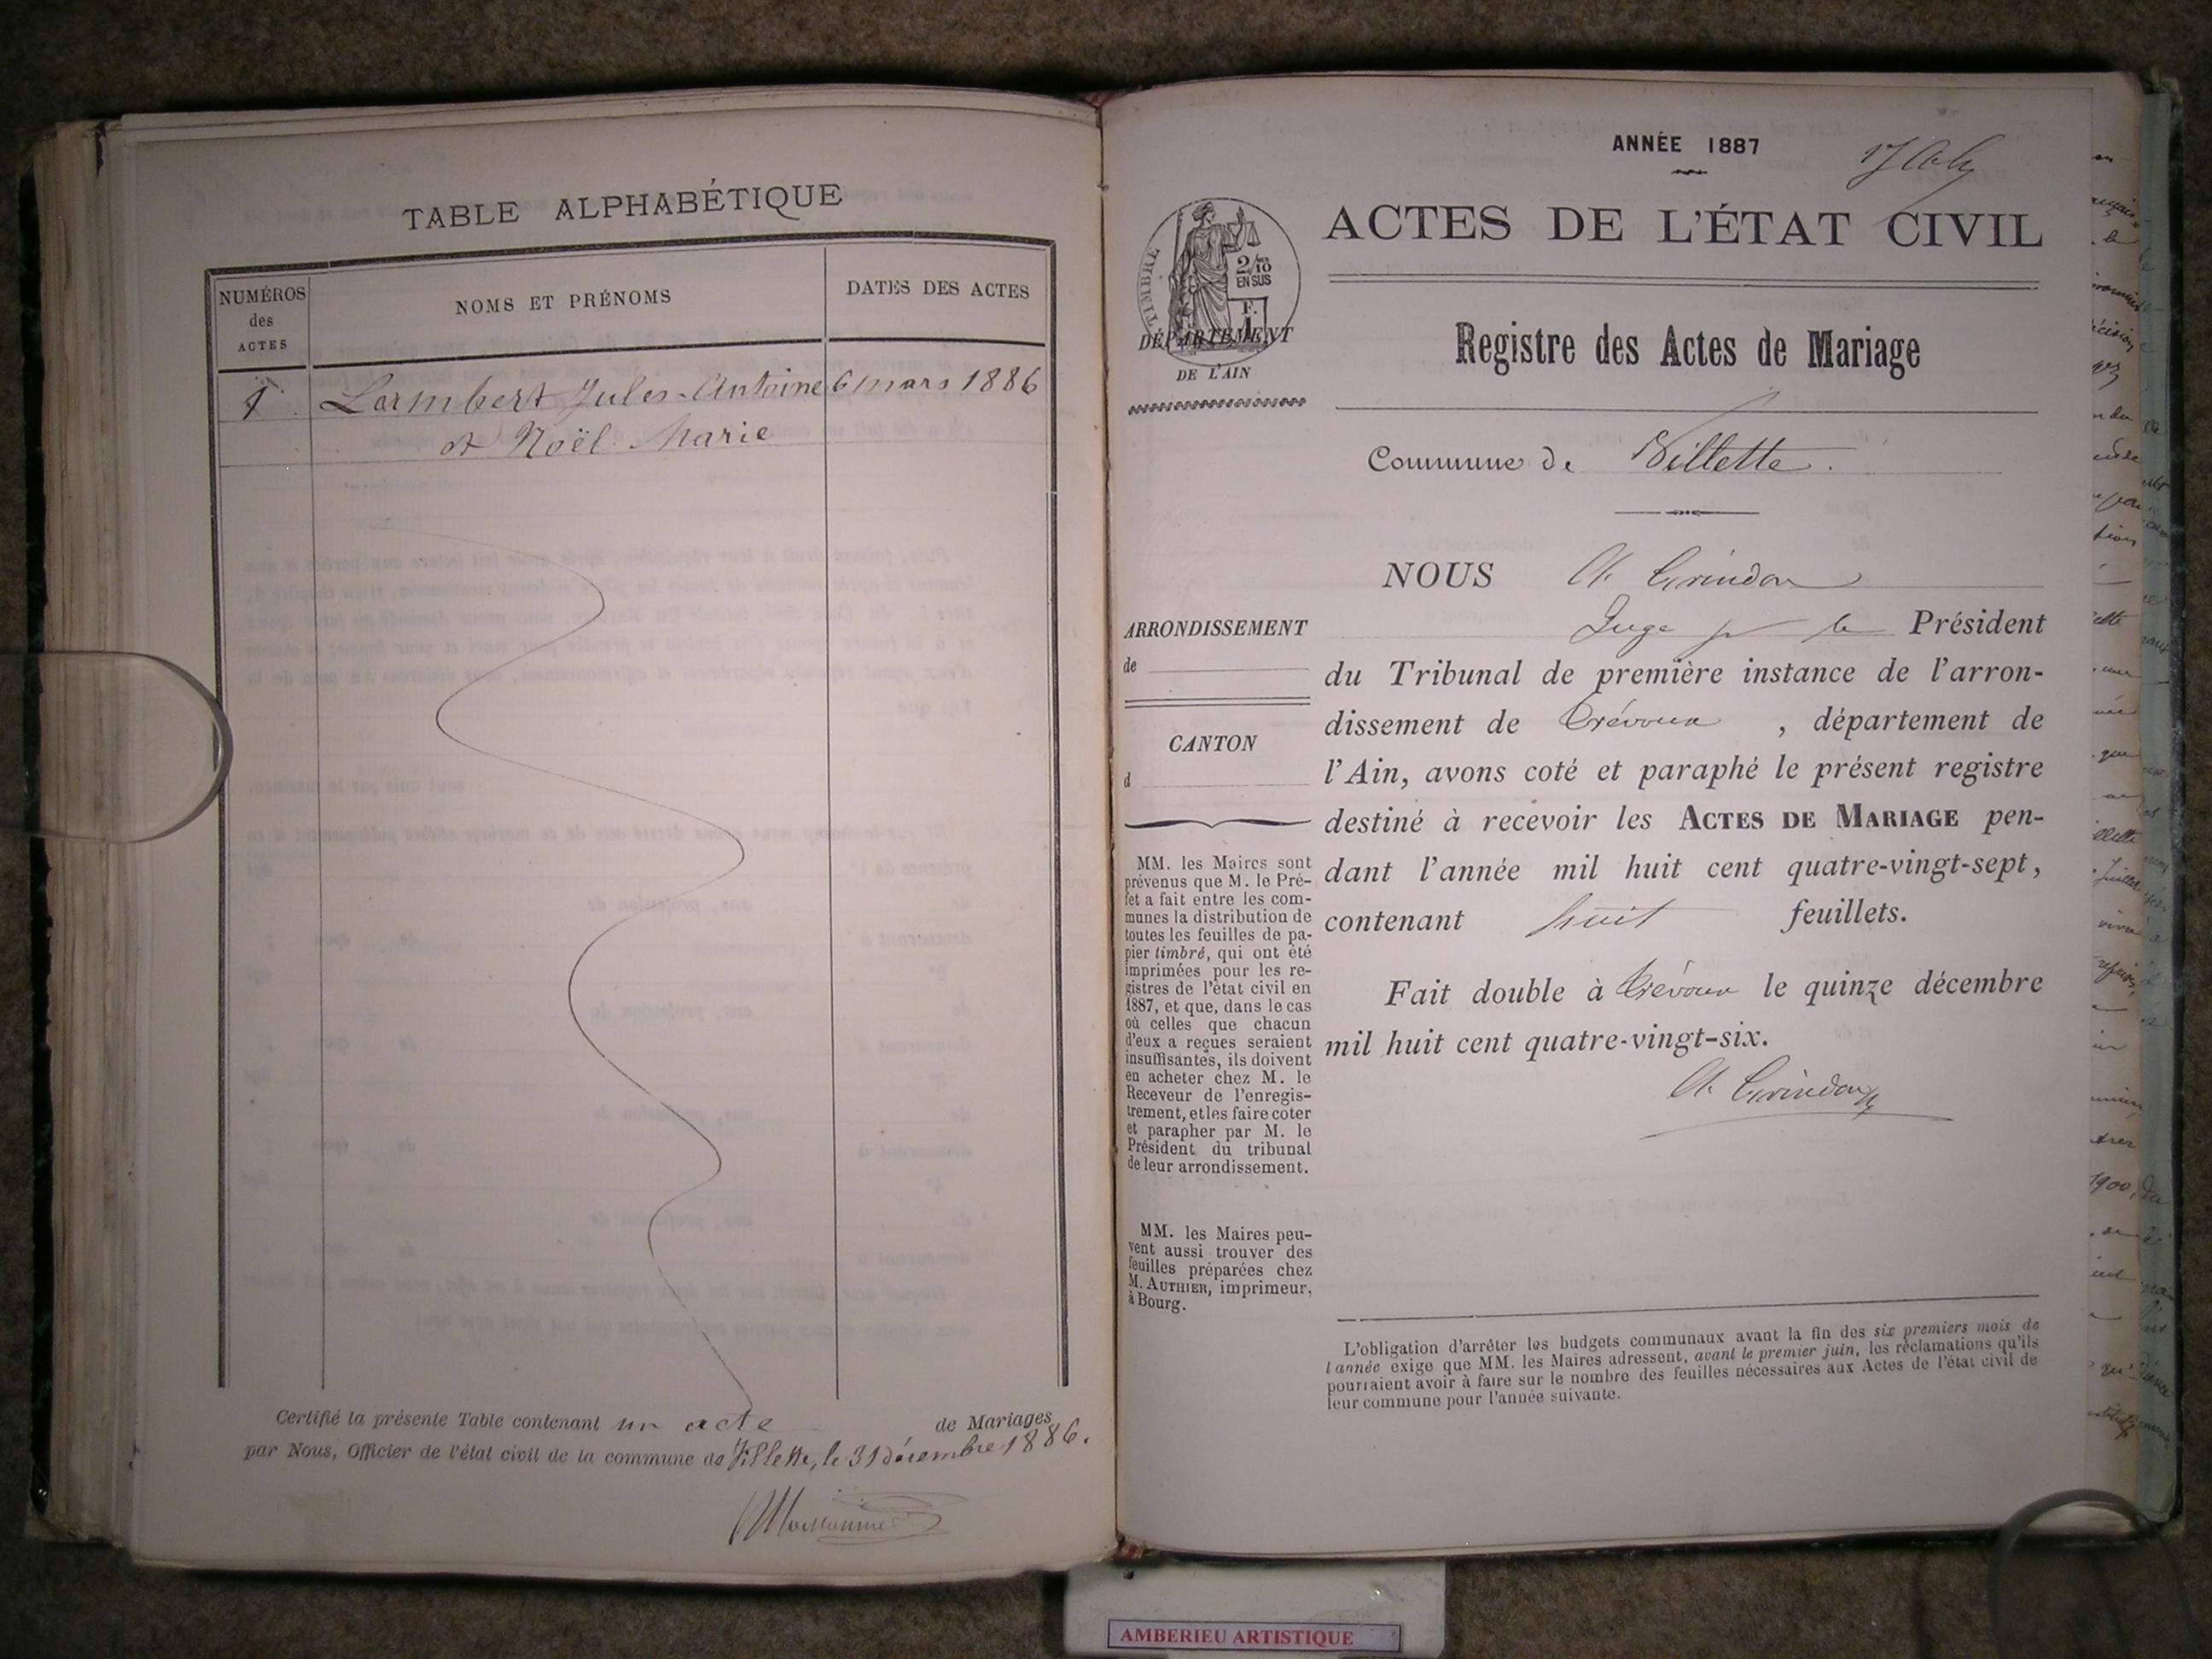 TABLE ALPHABÉTIQUE
NUMÉROS
des
ACTES
NOMS ET PRÉNOMS
DATES DES ACTES
1
Larmbert Jules-Antoine
6 mars 1886
et Noël Marie
Certifié la présente Table contenant un acte de Mariages
par Nous, Officier de l'état civil de la commune de Villette, le 31 décembre 1886.
ANNÉE 1887
ACTES DE L'ÉTAT CIVIL
TIMBRE
2/10
EN SUS
F.
1
DÉPARTEMENT
DE L'AIN
Registre des Actes de Mariage
Commune de Villette.
NOUS
Juge pr le Président
du Tribunal de première instance de l'arron-
dissement de Trévoux, département de
l'Ain, avons coté et paraphé le présent registre
destiné à recevoir les ACTES DE MARIAGE pen-
dant l'année mil huit cent quatre-vingt-sept,
contenant huit feuillets.
Fait double à Trévoux le quinze décembre
mil huit cent quatre-vingt-six.
ARRONDISSEMENT
de
CANTON
d
MM. les Maires sont
prévenus que M. le Pré-
fet a fait entre les com-
munes la distribution de
toutes les feuilles de pa-
pier timbré, qui ont été
imprimées pour les re-
gistres de l'état civil en
1887, et que, dans le cas
où celles que chacun
d'eux a reçues seraient
insuffisantes, ils doivent
en acheter chez M. le
Receveur de l'enregis-
trement, et les faire coter
et parapher par M. le
Président du tribunal
de leur arrondissement.
MM. les Maires peu-
vent aussi trouver des
feuilles préparées chez
M. AUTHIER, imprimeur,
à Bourg.
L'obligation d'arrêter les budgets communaux avant la fin des six premiers mois de
l'année exige que MM. les Maires adressent, avant le premier juin, les réclamations qu'ils
pourraient avoir à faire sur le nombre des feuilles nécessaires aux Actes de l'état civil de
leur commune pour l'année suivante.
AMBERIEU ARTISTIQUE